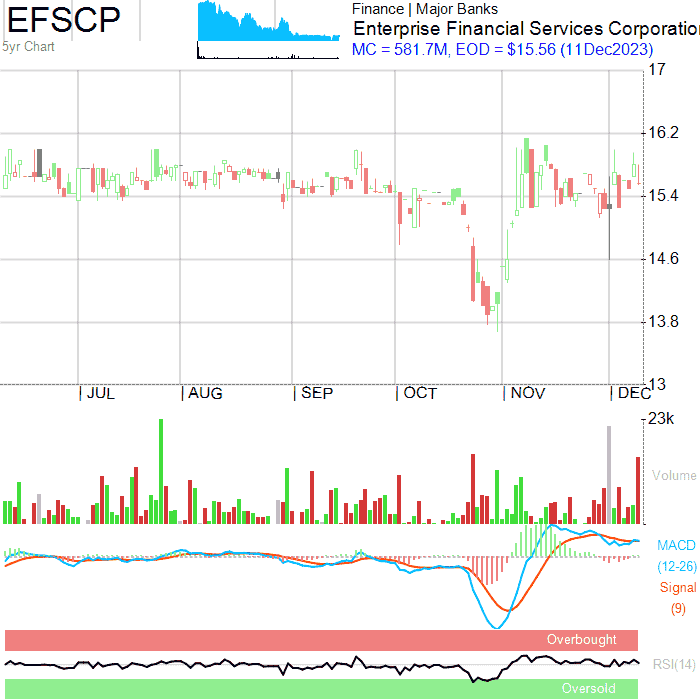 EFSCP
5yr Chart
Finance | Major Banks
Enterprise Financial Services Corporation
MC = 581.7M, EOD = $15.56 (11Dec2023)
17
16.2
15.4
14.6
13.8
13
| JUL | AUG | SEP | OCT | NOV | DEC
23k
Volume
MACD
(12-26)
Signal
(9)
Overbought
RSI(14)
Oversold